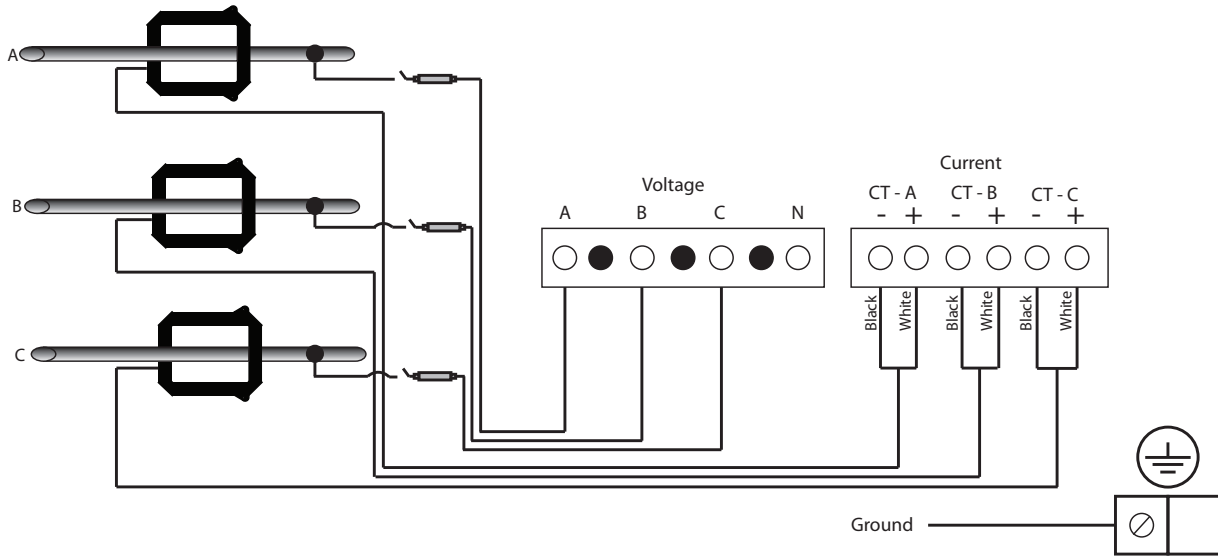 A
B
C
Voltage
A B C N
Current
CT - A CT - B CT - C
- + - + - +
Black White Black White Black White
Ground